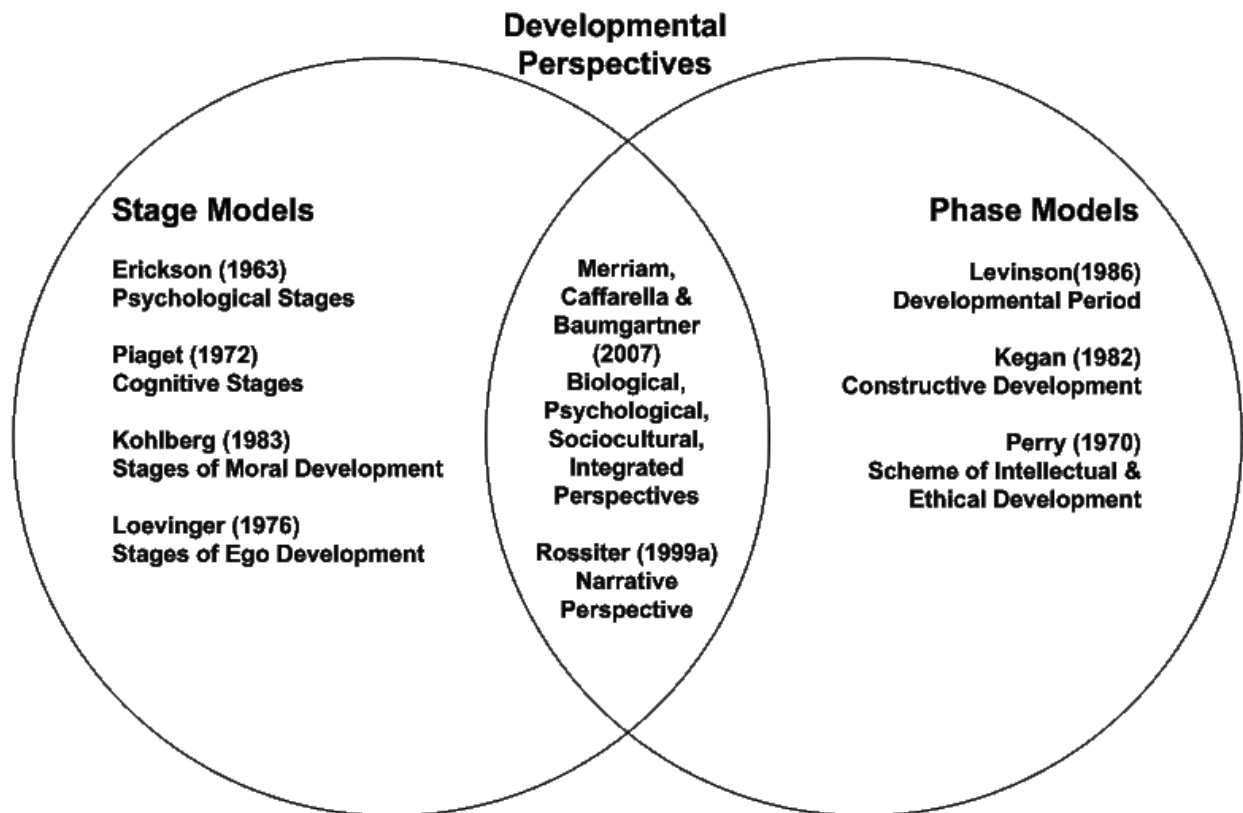 Developmental
Perspectives
Stage Models
Erickson (1963)
Psychological Stages
Piaget (1972)
Cognitive Stages
Kohlberg (1983)
Stages of Moral Development
Loevinger (1976)
Stages of Ego Development
Merriam,
Caffarella &
Baumgartner
(2007)
Biological,
Psychological,
Sociocultural,
Integrated
Perspectives
Rossiter (1999a)
Narrative
Perspective
Phase Models
Levinson(1986)
Developmental Period
Kegan (1982)
Constructive Development
Perry (1970)
Scheme of Intellectual &
Ethical Development